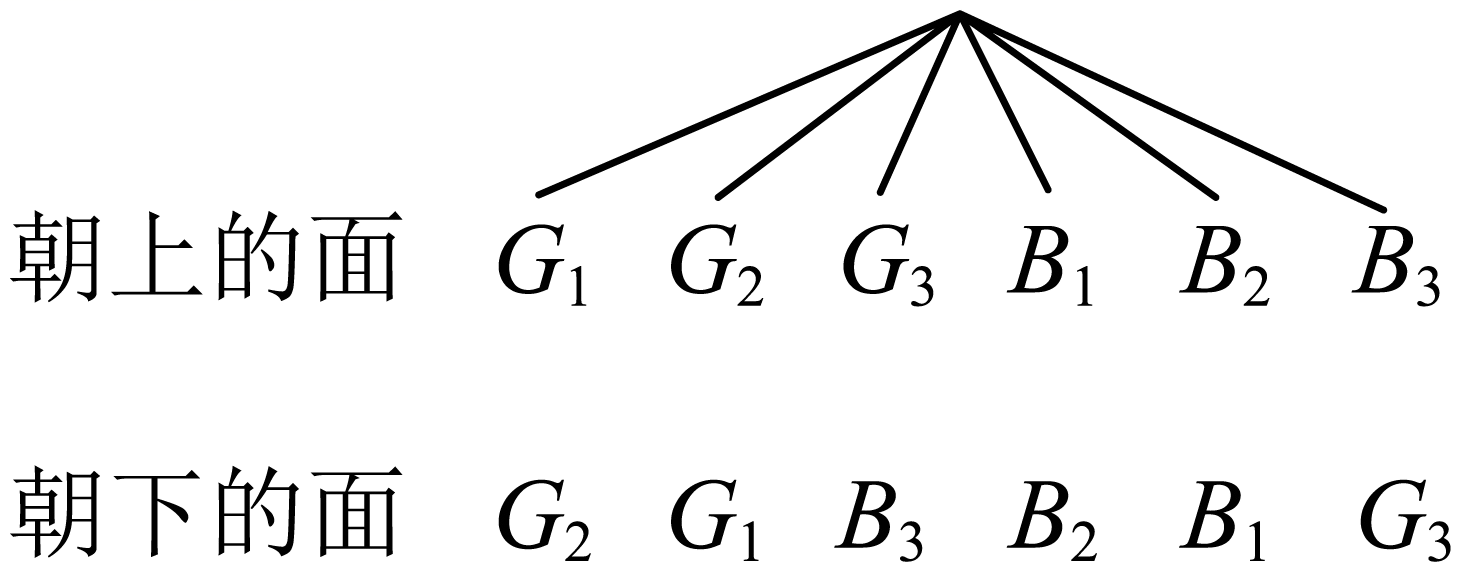 朝上的面 G₁ G₂ G₃ B₁ B₂ B₃
朝下的面 G₂ G₁ B₃ B₂ B₁ G₃